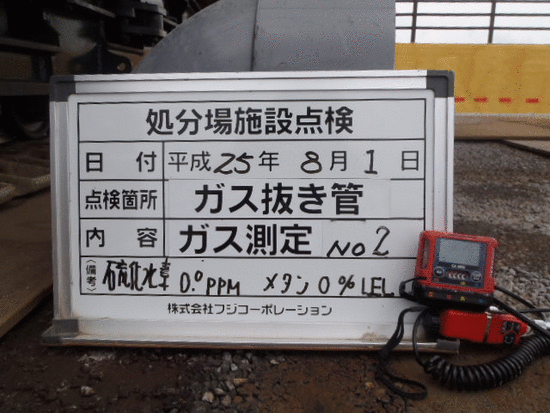 処分場施設点検
日付 平成25年8月1日
点検箇所 ガス抜き管
内容 ガス測定 No2
(備考) 硫化水素 0.0PPM メタン 0%LEL
株式会社フジコーポレーション